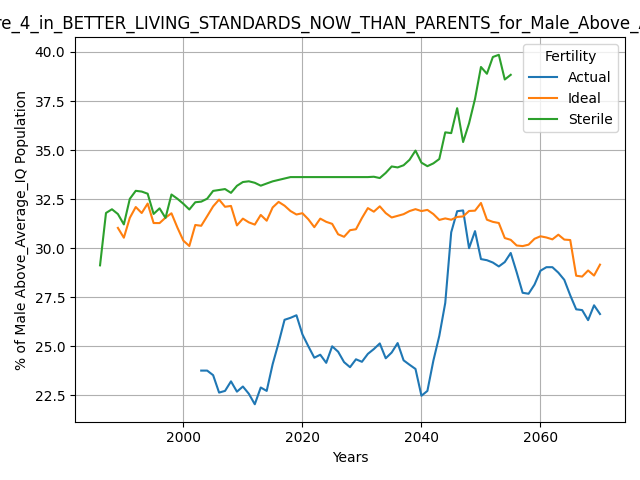 re_4_in_BETTER_LIVING_STANDARDS_NOW_THAN_PARENTS_for_Male_Above_
40.0
37.5
35.0
32.5
30.0
27.5
25.0
22.5
% of Male Above_Average_IQ Population
Fertility
Actual
Ideal
Sterile
2000
2020
2040
2060
Years